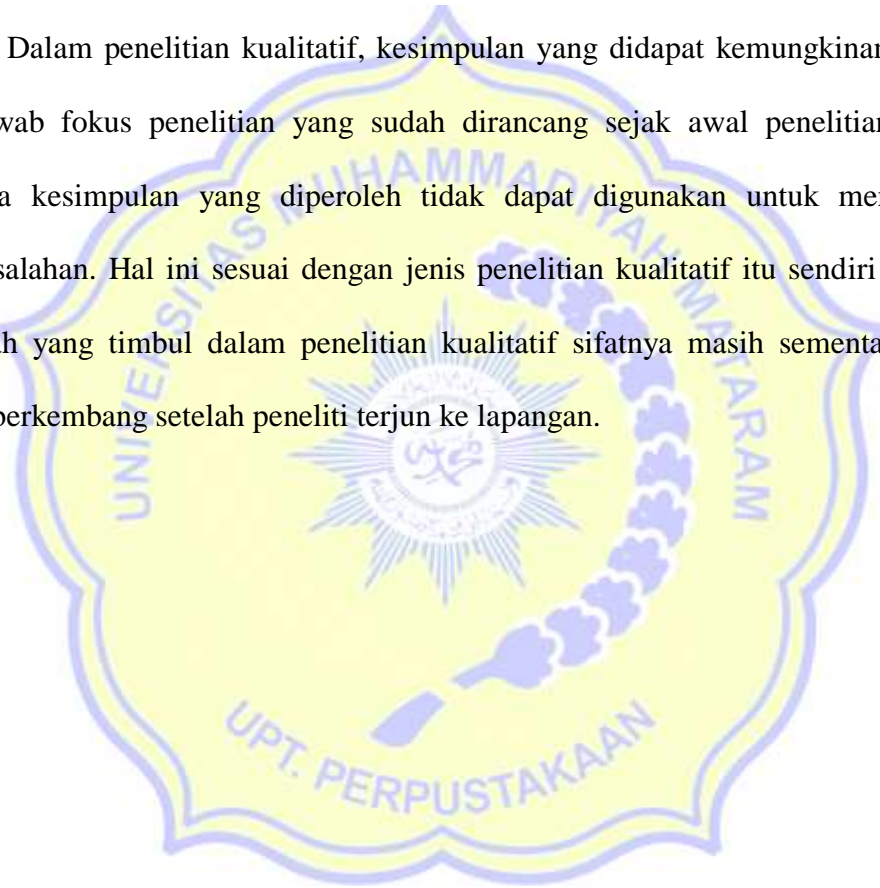 Dalam penelitian kualitatif, kesimpulan yang didapat kemungkinan
wab fokus penelitian yang sudah dirancang sejak awal penelitian
a kesimpulan yang diperoleh tidak dapat digunakan untuk men
salahan. Hal ini sesuai dengan jenis penelitian kualitatif itu sendiri
ah yang timbul dalam penelitian kualitatif sifatnya masih sementa
berkembang setelah peneliti terjun ke lapangan.
UNIVERSITAS MUHAMMADIYAH MATARAM
UPT. PERPUSTAKAAN